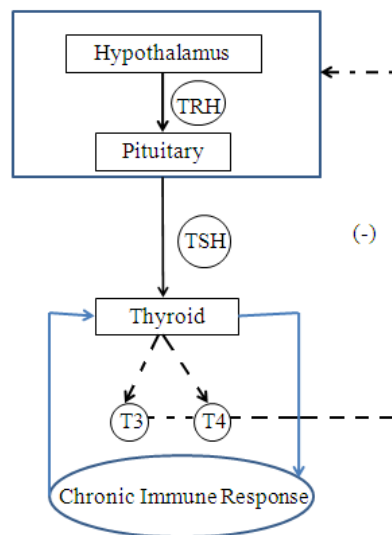 Hypothalamus
TRH
Pituitary
TSH
(-)
Thyroid
T3
T4
Chronic Immune Response